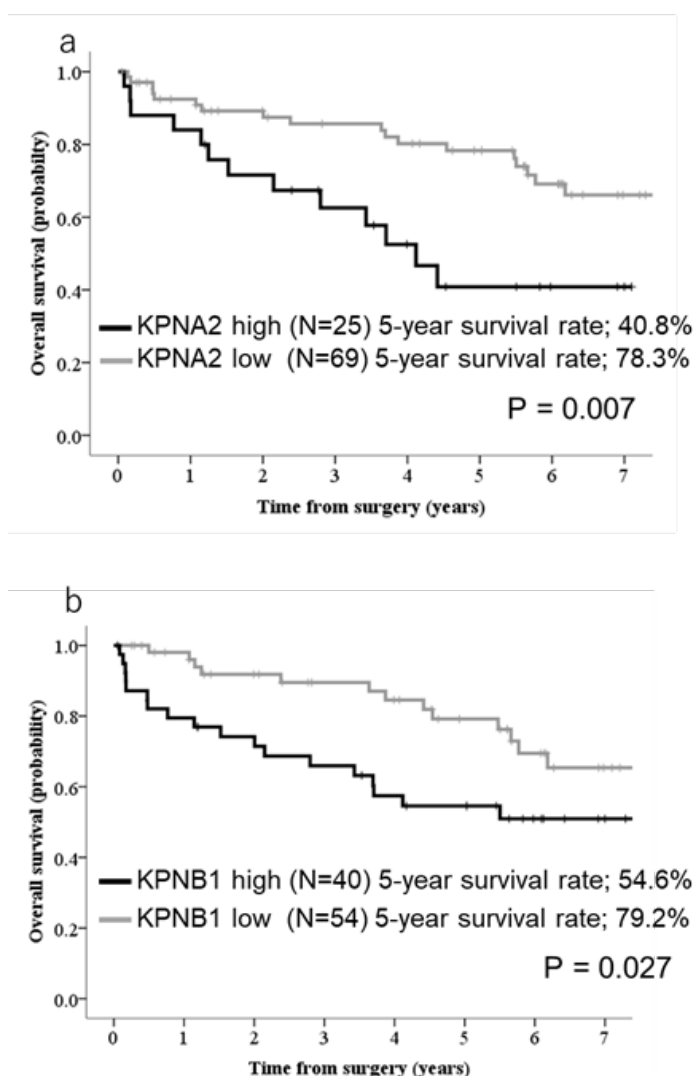 a
Overall survival (probabilty)
1.0
0.8
0.6
0.4
0.2
0.0
KPNA2 high (N=25) 5-year survival rate; 40.8%
KPNA2 low (N=69) 5-year survival rate; 78.3%
P = 0.007
0 1 2 3 4 5 6 7
Time from surgery (years)
b
Overall survival (probability)
1.0
0.8
0.6
0.4
0.2
0.0
KPNB1 high (N=40) 5-year survival rate; 54.6%
KPNB1 low (N=54) 5-year survival rate; 79.2%
P = 0.027
0 1 2 3 4 5 6 7
Time from surgery (years)